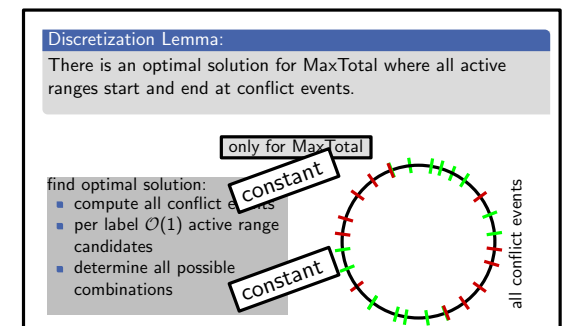 Discretization Lemma:
There is an optimal solution for MaxTotal where all active
ranges start and end at conflict events.
only for MaxTotal
find optimal solution:
compute all conflict events
per label O(1) active range
candidates
determine all possible
combinations
constant
constant
all conflict events